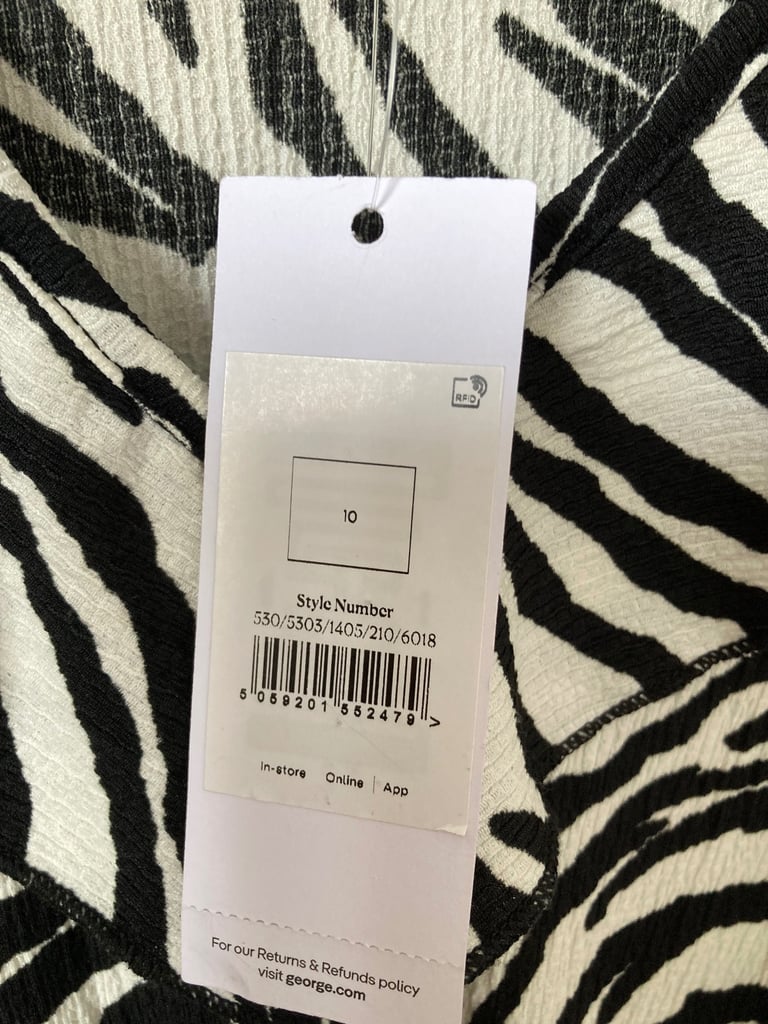 RFID
10
Style Number
530/5303/1405/210/6018
5 059201 552479 >
In-store Online | App
For our Returns & Refunds policy
visit george.com